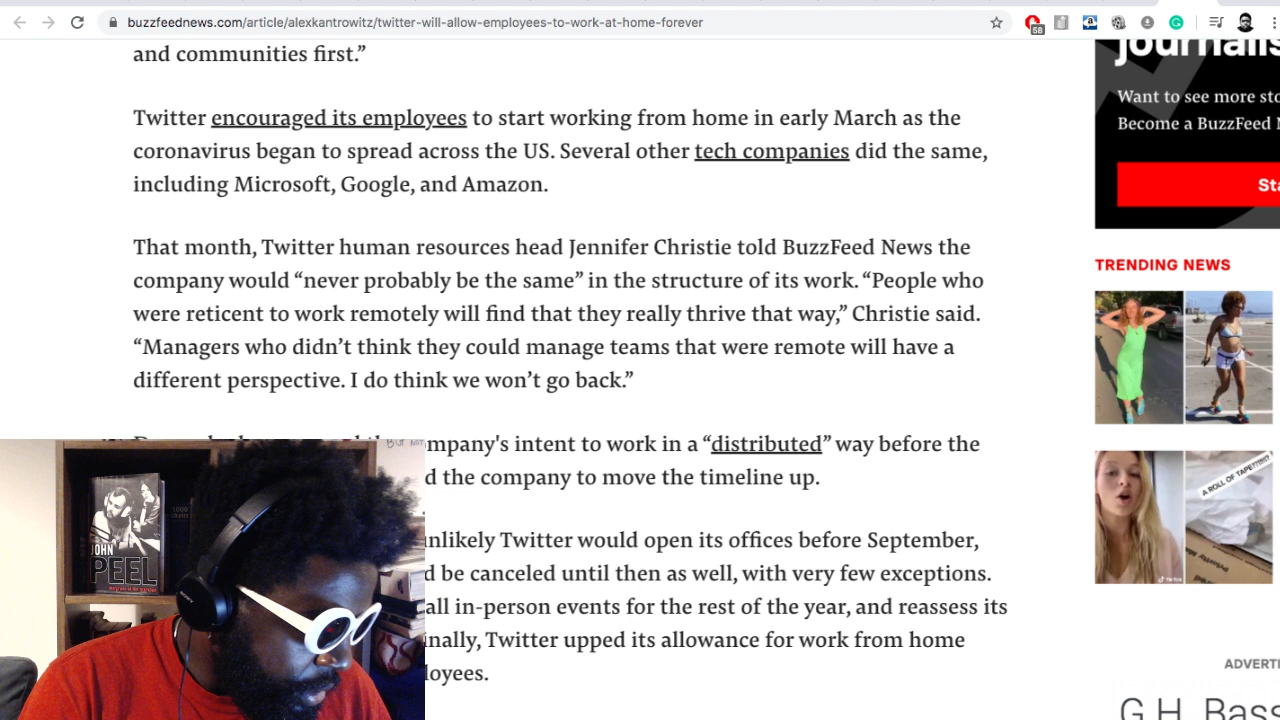 buzzfeednews.com/article/alexkantrowitz/twitter-will-allow-employees-to-work-at-home-forever
58
and communities first.”
Twitter encouraged its employees to start working from home in early March as the
coronavirus began to spread across the US. Several other tech companies did the same,
including Microsoft, Google, and Amazon.
That month, Twitter human resources head Jennifer Christie told BuzzFeed News the
company would “never probably be the same” in the structure of its work. “People who
were reticent to work remotely will find that they really thrive that way,” Christie said.
“Managers who didn’t think they could manage teams that were remote will have a
different perspective. I do think we won’t go back.”
ompany's intent to work in a “distributed” way before the
d the company to move the timeline up.
nlikely Twitter would open its offices before September,
d be canceled until then as well, with very few exceptions.
all in-person events for the rest of the year, and reassess its
inally, Twitter upped its allowance for work from home
loyees.
journalis
Want to see more sto
Become a BuzzFeed N
Sta
TRENDING NEWS
A ROLL OF TAPE!!!!!!
TikTok
ADVERTI
G.H. Bass
BUT NOT
JOHN
PEEL
SONY